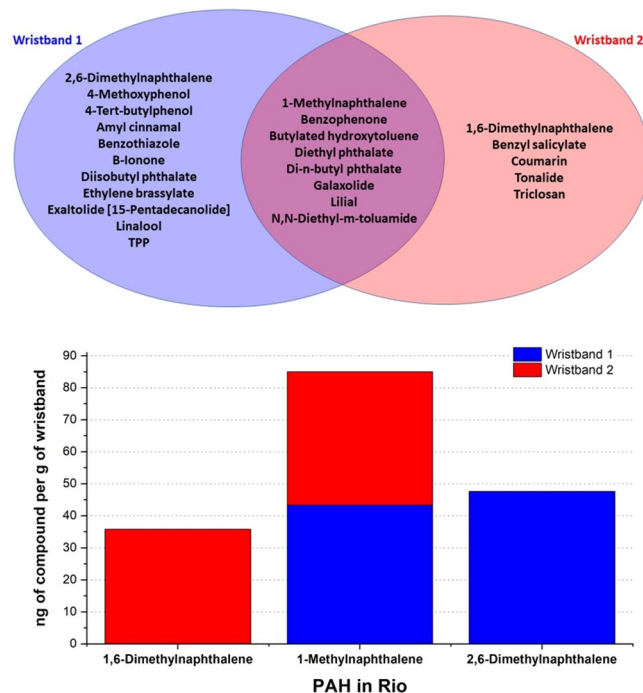 Wristband 1
Wristband 2
2,6-Dimethylnaphthalene
4-Methoxyphenol
4-Tert-butylphenol
Amyl cinnamal
Benzothiazole
B-Ionone
Diisobutyl phthalate
Ethylene brassylate
Exaltolide [15-Pentadecanolide]
Linalool
TPP
1-Methylnaphthalene
Benzophenone
Butylated hydroxytoluene
Diethyl phthalate
Di-n-butyl phthalate
Galaxolide
Lilial
N,N-Diethyl-m-toluamide
1,6-Dimethylnaphthalene
Benzyl salicylate
Coumarin
Tonalide
Triclosan
ng of compound per g of wristband
90
80
70
60
50
40
30
20
10
0
Wristband 1
Wristband 2
1,6-Dimethylnaphthalene
1-Methylnaphthalene
2,6-Dimethylnaphthalene
PAH in Rio